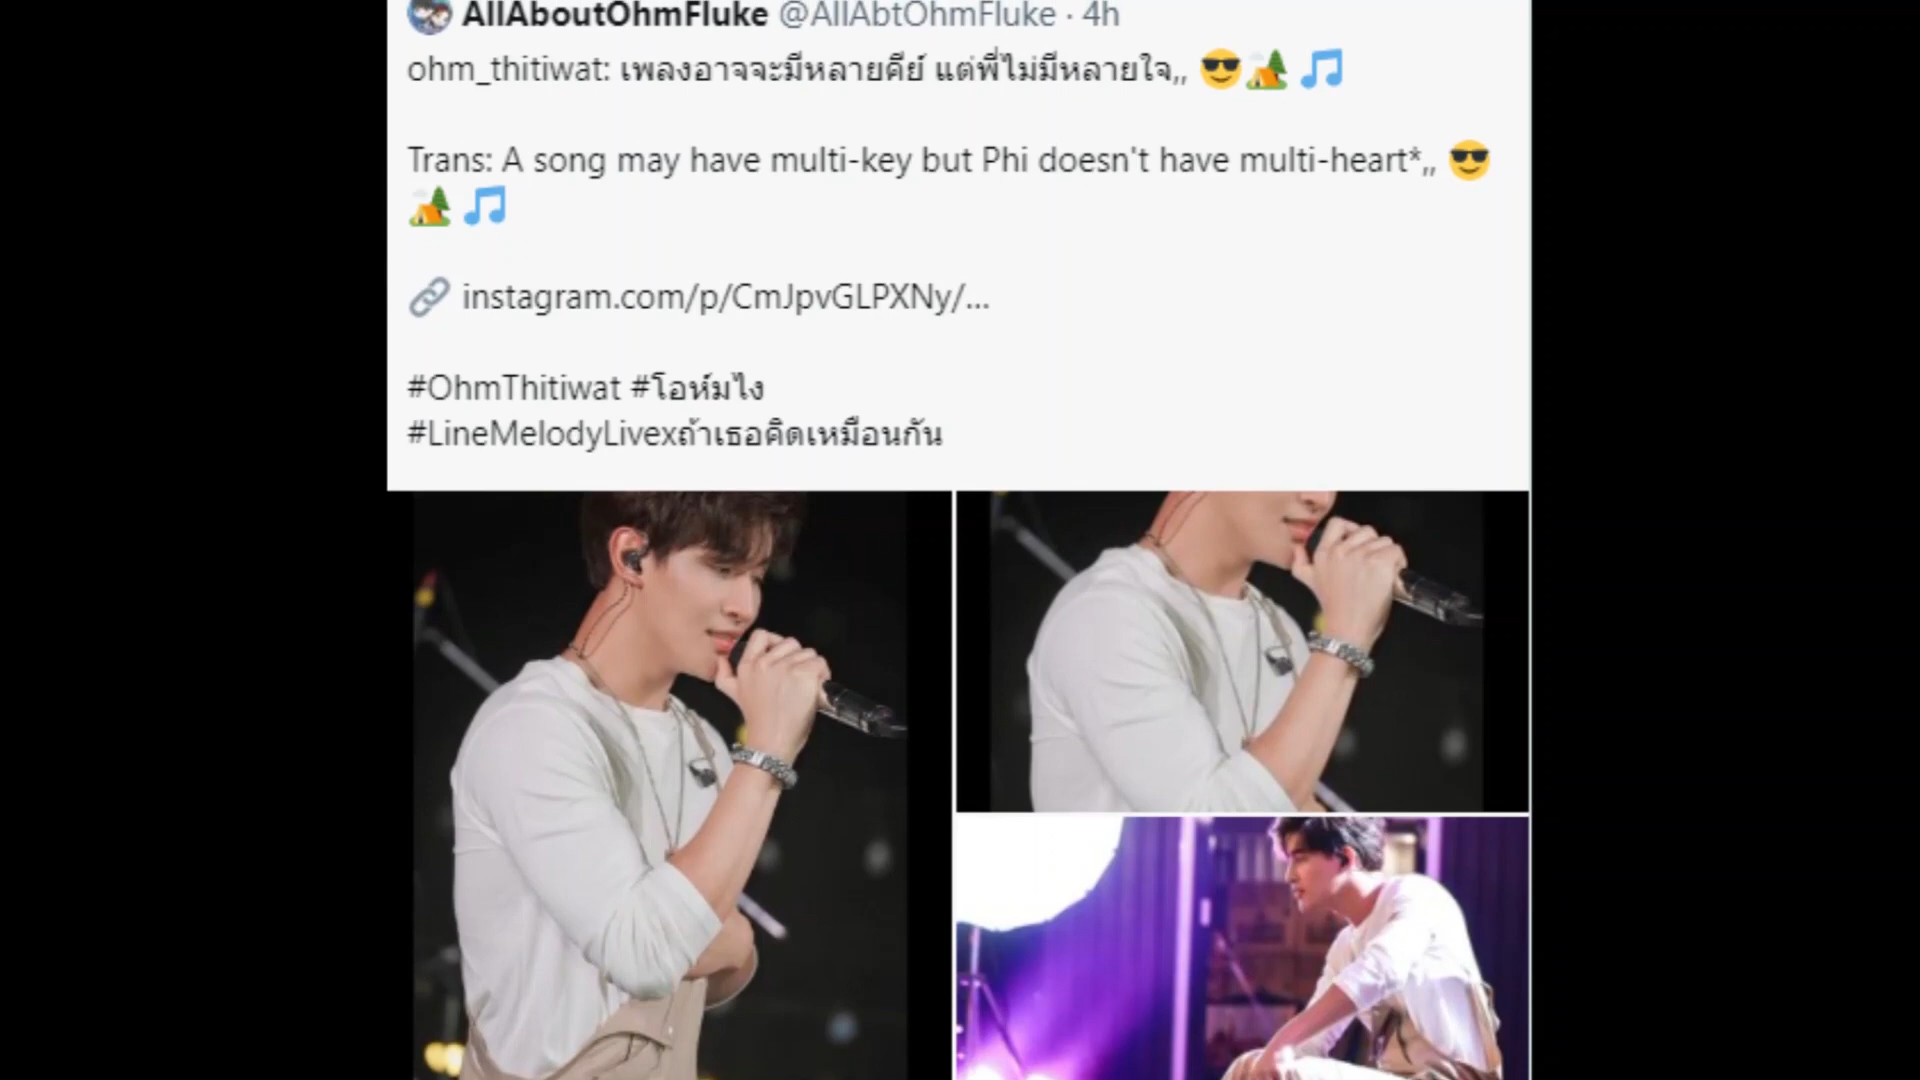 AllAboutOhmFluke @AllAbtOhmFluke · 4h
ohm_thitiwat: เพลงอาจจะมีหลายคีย์ แต่พี่ไม่มีหลายใจ,, 😎🏕️ 🎵
Trans: A song may have multi-key but Phi doesn't have multi-heart*,, 😎
🏕️ 🎵
🔗 instagram.com/p/CmJpvGLPXNy/...
#OhmThitiwat #โอห์มไง
#LineMelodyLivexถ้าเธอคิดเหมือนกัน